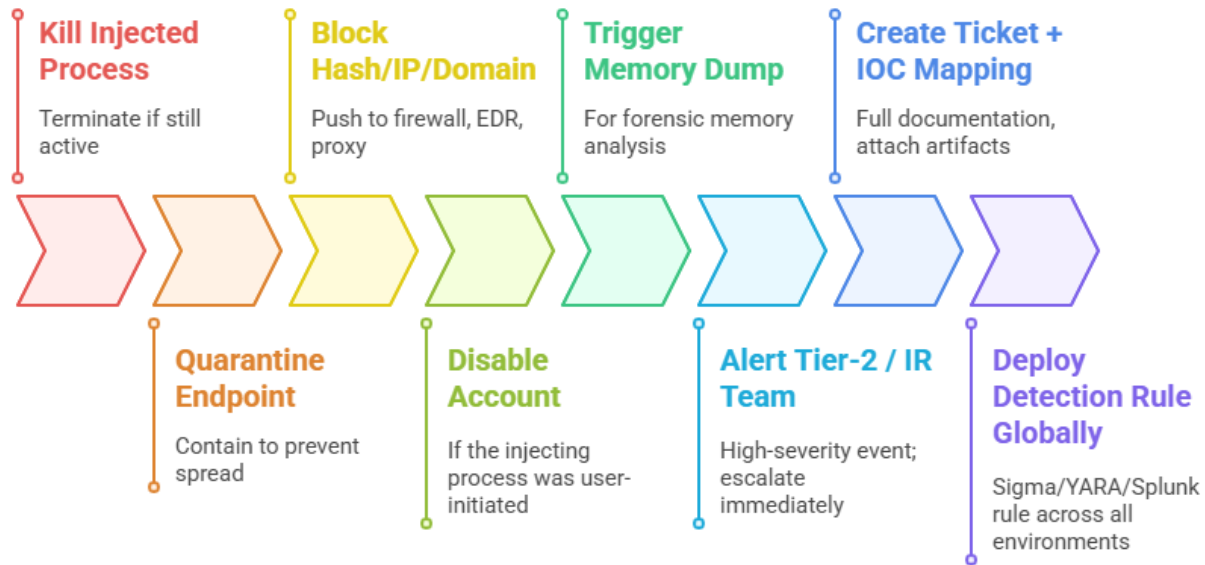 Kill Injected
Process
Terminate if still
active
Quarantine
Endpoint
Contain to prevent
spread
Block
Hash/IP/Domain
Push to firewall, EDR,
proxy
Disable
Account
If the injecting
process was user-
initiated
Trigger
Memory Dump
For forensic memory
analysis
Alert Tier-2 / IR
Team
High-severity event;
escalate
immediately
Create Ticket +
IOC Mapping
Full documentation,
attach artifacts
Deploy
Detection Rule
Globally
Sigma/YARA/Splunk
rule across all
environments